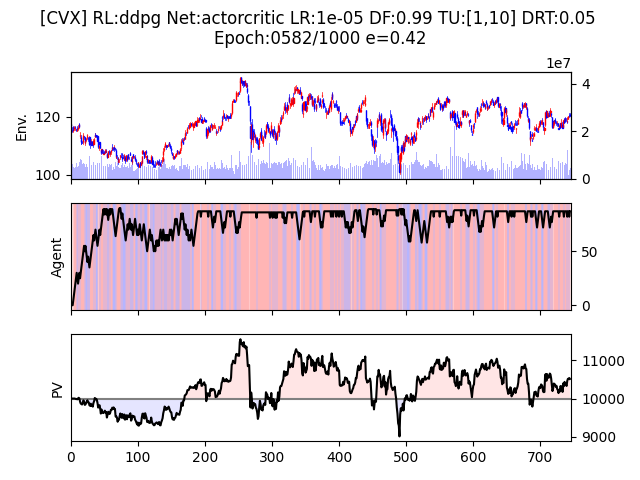 [CVX] RL:ddpg Net:actorcritic LR:1e-05 DF:0.99 TU:[1,10] DRT:0.05
Epoch:0582/1000 e=0.42
1e7
Env.
120
100
4
2
0
Agent
50
0
PV
11000
10000
9000
0 100 200 300 400 500 600 700